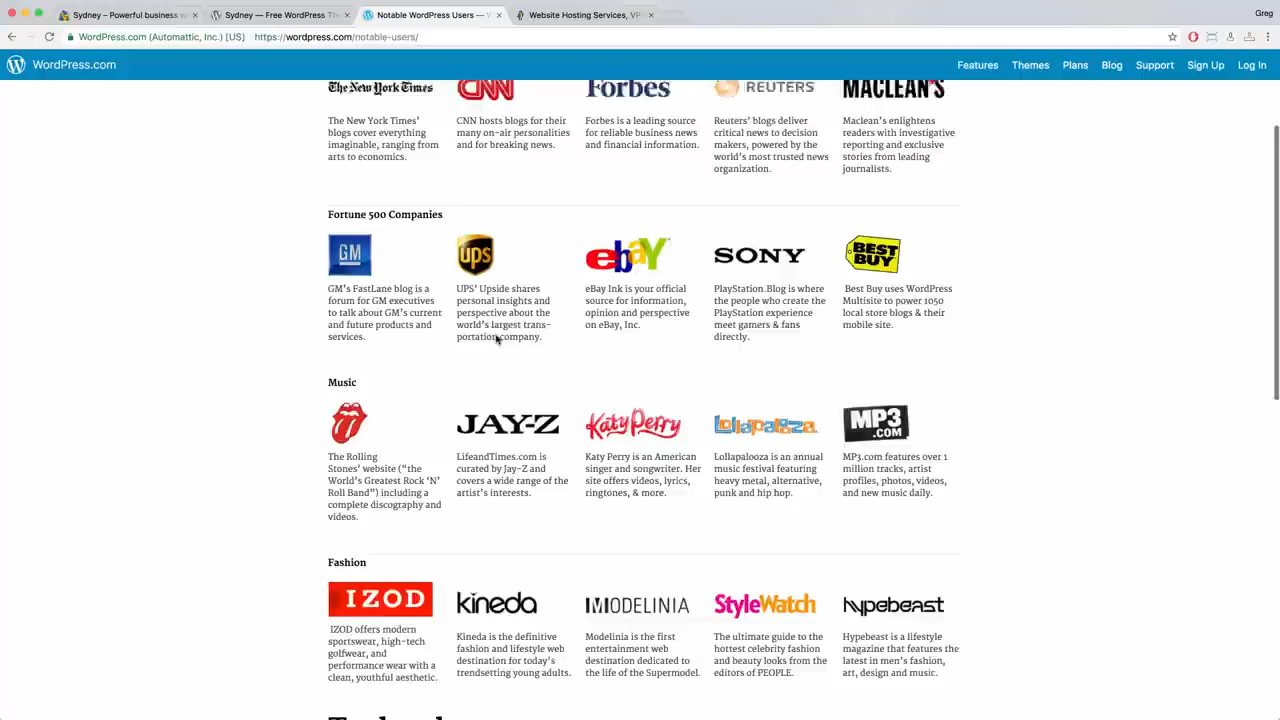 Sydney – Powerful business w
Sydney — Free WordPress Th
Notable WordPress Users — W
Website Hosting Services, VP
Greg
WordPress.com (Automattic, Inc.) [US]
https://wordpress.com/notable-users/
WordPress.com
Features
Themes
Plans
Blog
Support
Sign Up
Log In
The New York Times
CNN
Forbes
REUTERS
MACLEAN'S
The New York Times'
blogs cover everything
imaginable, ranging from
arts to economics.
CNN hosts blogs for their
many on-air personalities
and for breaking news.
Forbes is a leading source
for reliable business news
and financial information.
Reuters' blogs deliver
critical news to decision
makers, powered by the
world's most trusted news
organization.
Maclean's enlightens
readers with investigative
reporting and exclusive
stories from leading
journalists.
Fortune 500 Companies
GM
ups
ebay
SONY
BEST
BUY
GM's FastLane blog is a
forum for GM executives
to talk about GM's current
and future products and
services.
UPS' Upside shares
personal insights and
perspective about the
world's largest trans-
portation company.
eBay Ink is your official
source for information,
opinion and perspective
on eBay, Inc.
PlayStation.Blog is where
the people who create the
PlayStation experience
meet gamers & fans
directly.
Best Buy uses WordPress
Multisite to power 1050
local store blogs & their
mobile site.
Music
JAY-Z
Katy Perry
Lollapalooza
MP3
.COM
The Rolling
Stones' website ("the
World's Greatest Rock 'N'
Roll Band") including a
complete discography and
videos.
LifeandTimes.com is
curated by Jay-Z and
covers a wide range of the
artist's interests.
Katy Perry is an American
singer and songwriter. Her
site offers videos, lyrics,
ringtones, & more.
Lollapalooza is an annual
music festival featuring
heavy metal, alternative,
punk and hip hop.
MP3.com features over 1
million tracks, artist
profiles, photos, videos,
and new music daily.
Fashion
IZOD
kineda
MODELINIA
StyleWatch
hypebeast
IZOD offers modern
sportswear, high-tech
golfwear, and
performance wear with a
clean, youthful aesthetic.
Kineda is the definitive
fashion and lifestyle web
destination for today's
trendsetting young adults.
Modelinia is the first
entertainment web
destination dedicated to
the life of the Supermodel.
The ultimate guide to the
hottest celebrity fashion
and beauty looks from the
editors of PEOPLE.
Hypebeast is a lifestyle
magazine that features the
latest in men's fashion,
art, design and music.